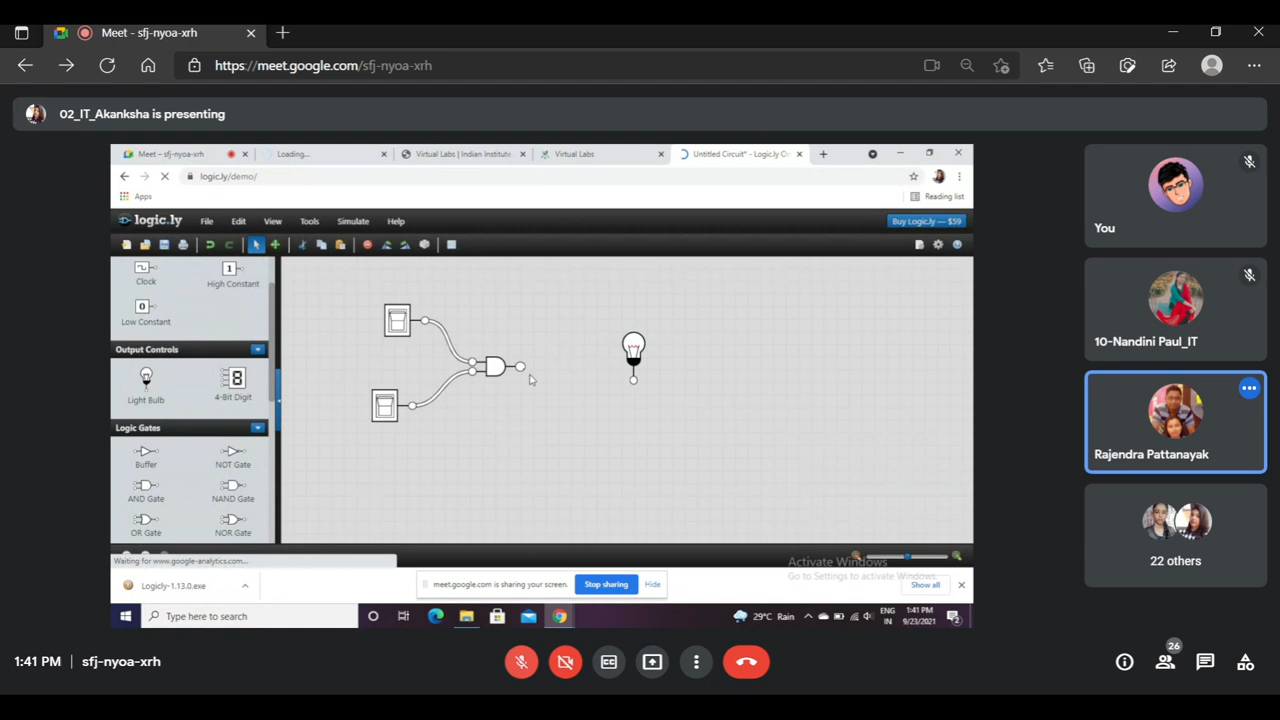 Meet - sfj-nyoa-xrh
https://meet.google.com/sfj-nyoa-xrh
02_IT_Akanksha is presenting
Meet – sfj-nyoa-xrh
Loading...
Virtual Labs | Indian Institute
Virtual Labs
Untitled Circuit* - Logic.ly
logic.ly/demo/
Apps
Reading list
logic.ly
File
Edit
View
Tools
Simulate
Help
Buy Logic.ly — $59
Clock
1
High Constant
0
Low Constant
Output Controls
Light Bulb
4-Bit Digit
Logic Gates
Buffer
NOT Gate
AND Gate
NAND Gate
OR Gate
NOR Gate
Waiting for www.google-analytics.com...
Activate Windows
Go to Settings to activate Windows.
Logicly-1.13.0.exe
meet.google.com is sharing your screen.
Stop sharing
Hide
Show all
Type here to search
29°C Rain
ENG
IN
1:41 PM
9/23/2021
2
You
10-Nandini Paul_IT
Rajendra Pattanayak
22 others
1:41 PM
sfj-nyoa-xrh
26